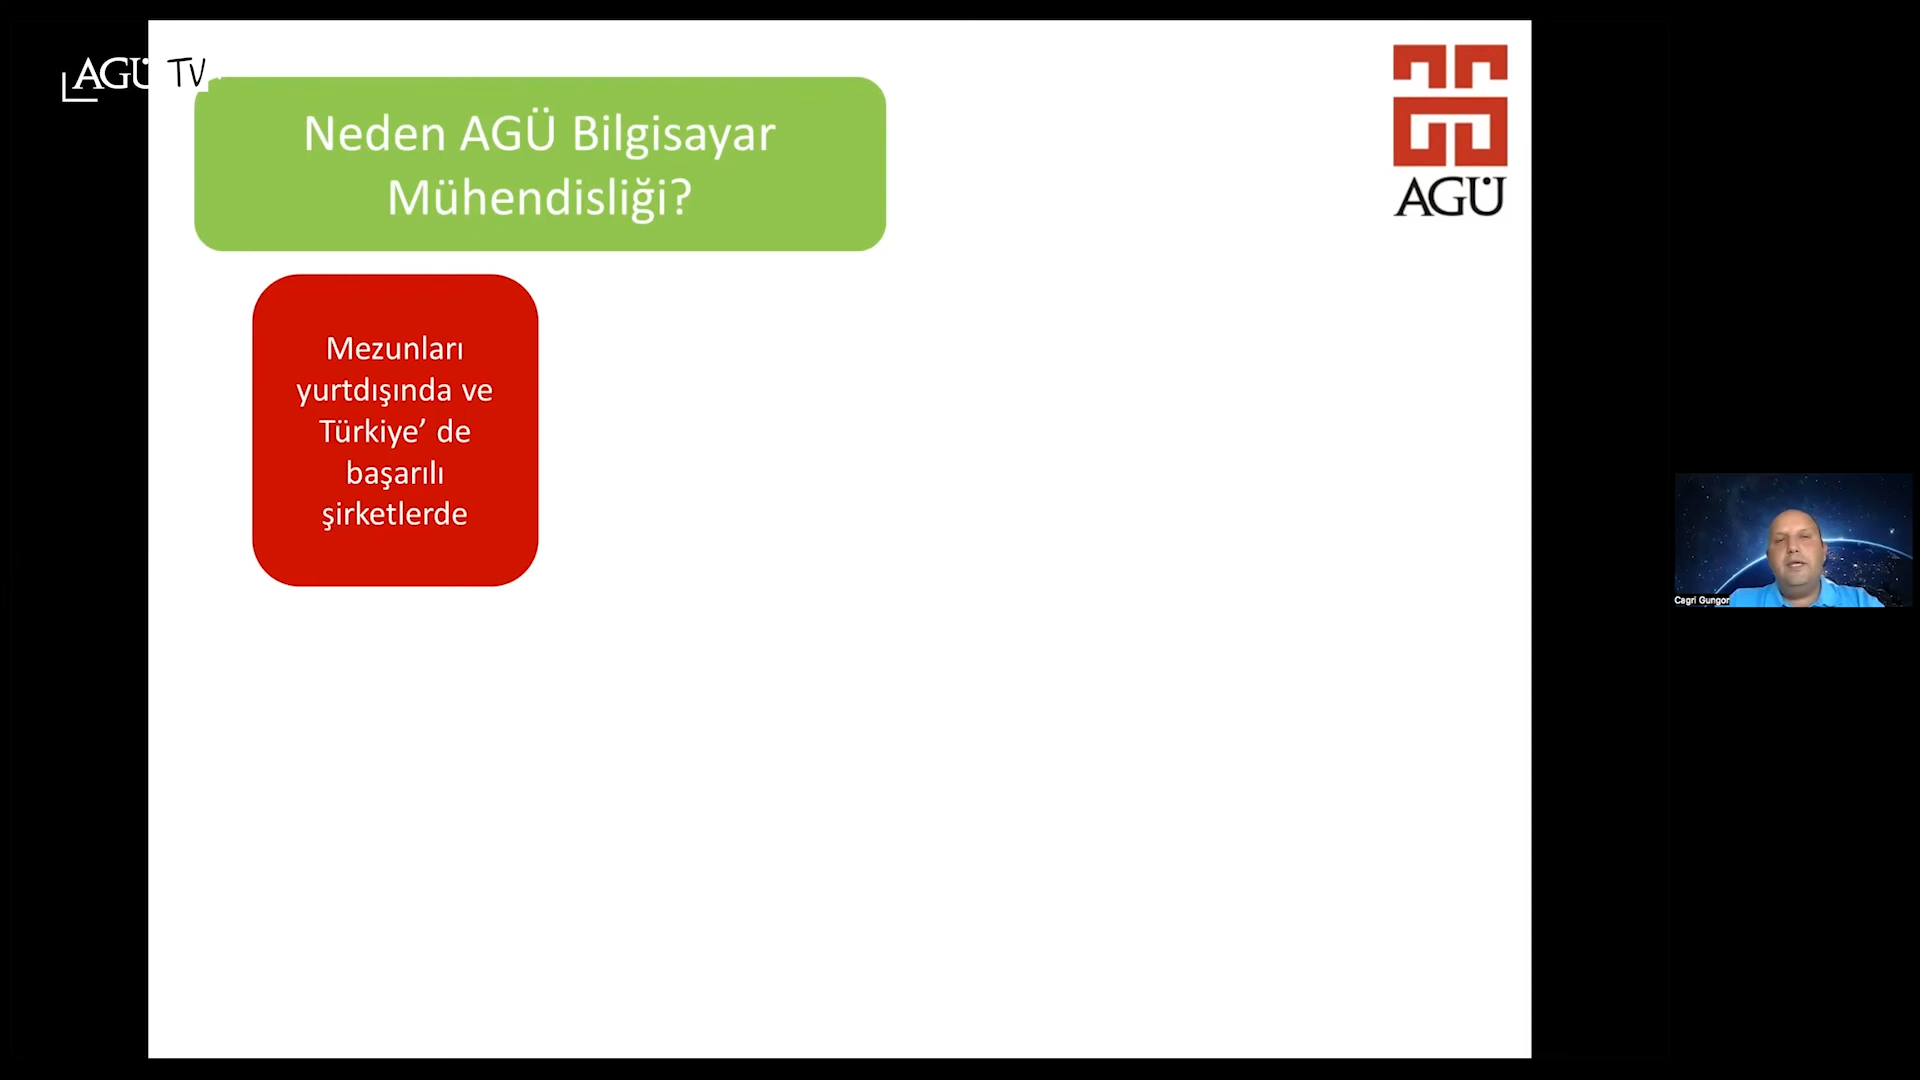 AGÜ TV
Neden AGÜ Bilgisayar
Mühendisliği?
AGÜ
Mezunları
yurtdışında ve
Türkiye’ de
başarılı
şirketlerde
Cagri Gungor